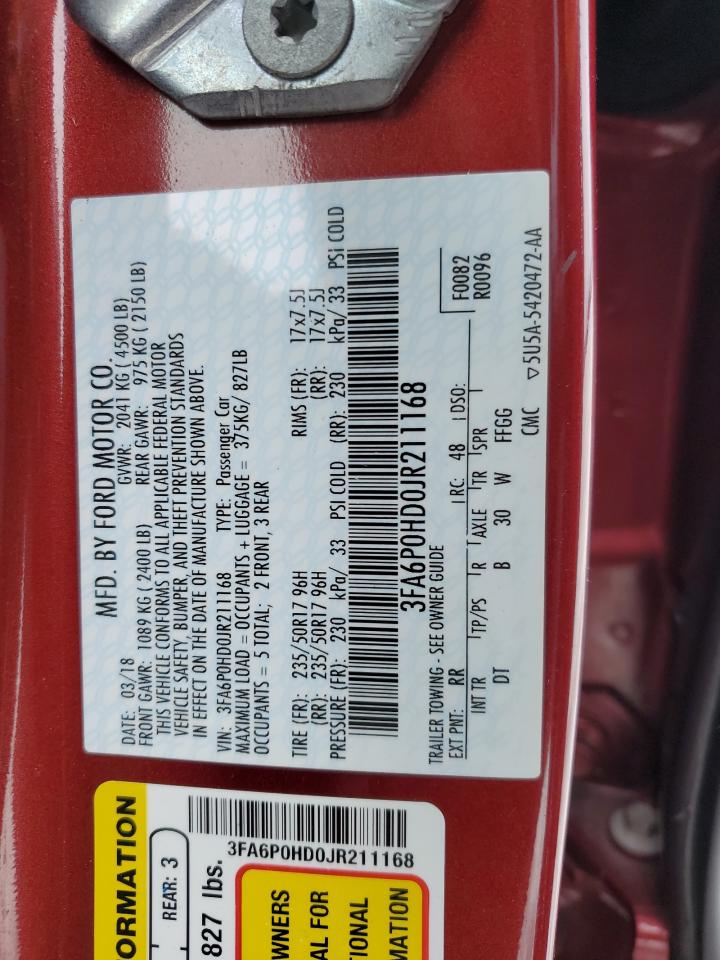 MFD. BY FORD MOTOR CO.
DATE: 03/18 GVWR: 2041 KG ( 4500 LB)
FRONT GAWR: 1089 KG ( 2400 LB) REAR GAWR: 975 KG ( 2150 LB)
THIS VEHICLE CONFORMS TO ALL APPLICABLE FEDERAL MOTOR
VEHICLE SAFETY, BUMPER, AND THEFT PREVENTION STANDARDS
IN EFFECT ON THE DATE OF MANUFACTURE SHOWN ABOVE.
VIN: 3FA6P0HD0JR211168 TYPE: Passenger Car
MAXIMUM LOAD = OCCUPANTS + LUGGAGE = 375KG/ 827LB
OCCUPANTS = 5 TOTAL; 2 FRONT, 3 REAR
TIRE (FR): 235/50R17 96H RIMS (FR): 17x7.5J
(RR): 235/50R17 96H (RR): 17x7.5J
PRESSURE (FR): 230 kPa/ 33 PSI COLD (RR): 230 kPa/ 33 PSI COLD
3FA6P0HD0JR211168
TRAILER TOWING - SEE OWNER GUIDE F0082
EXT PNT: RR RC: 48 DSO: R0096
INT TR TP/PS R AXLE TR SPR
DT B 30 W FFGG
CMC ▽5U5A-5420472-AA
ORMATION
REAR: 3
827 lbs.
3FA6P0HD0JR211168
WNERS
AL FOR
TIONAL
MATION